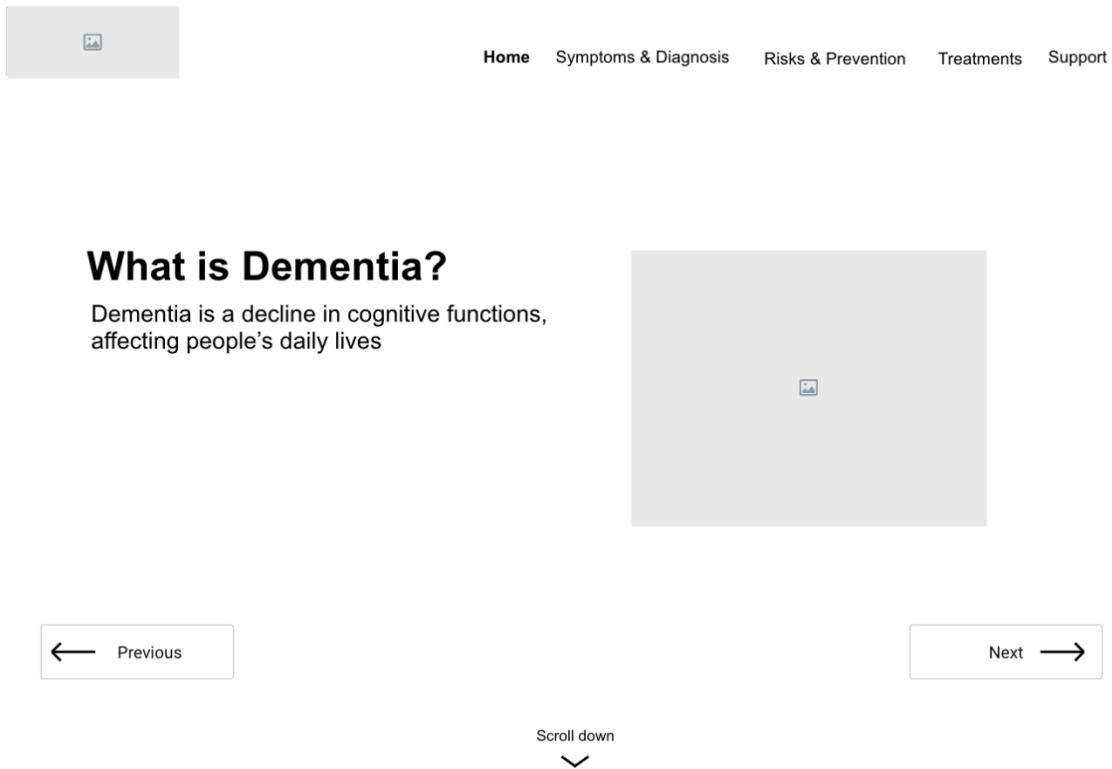 Home Symptoms & Diagnosis Risks & Prevention Treatments Support
What is Dementia?
Dementia is a decline in cognitive functions,
affecting people’s daily lives
Previous
Next
Scroll down